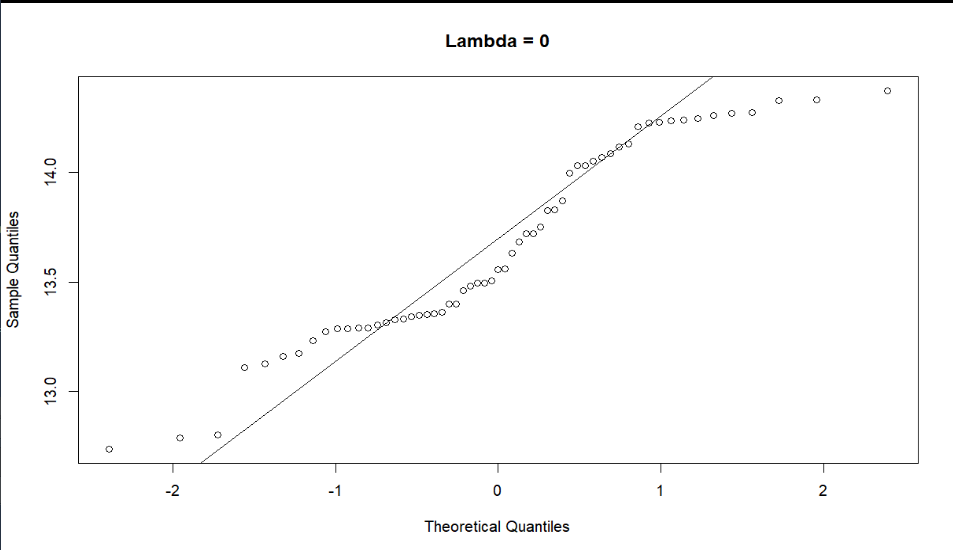 Lambda = 0
Sample Quantiles
14.0
13.5
13.0
-2 -1 0 1 2
Theoretical Quantiles